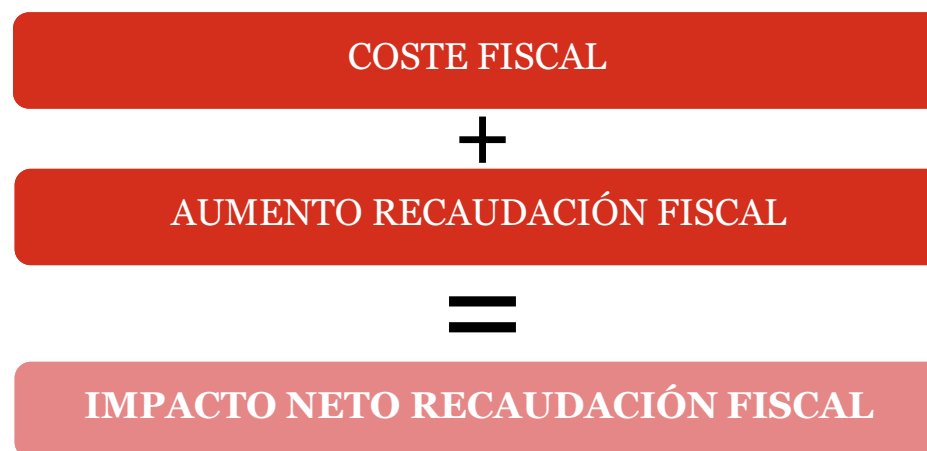 COSTE FISCAL
+
AUMENTO RECAUDACIÓN FISCAL
=
IMPACTO NETO RECAUDACIÓN FISCAL